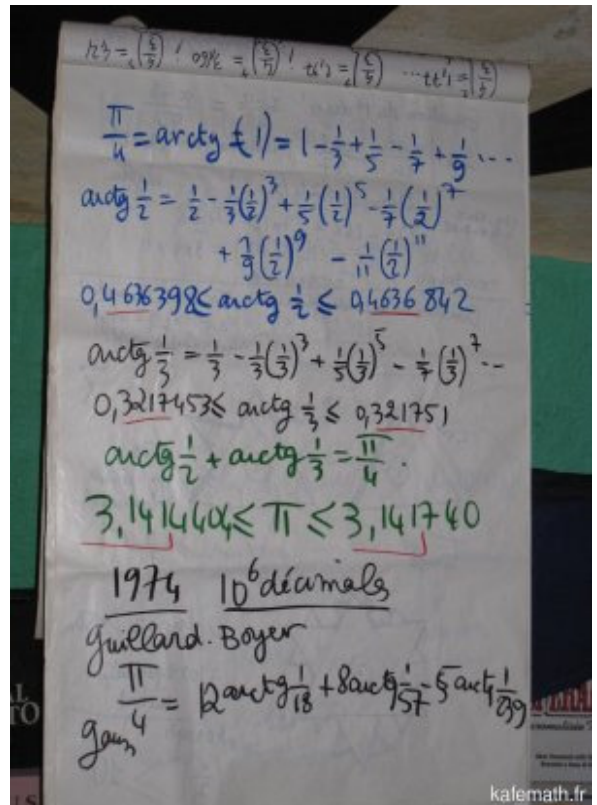 π/4 = arctg (1) = 1 - 1/3 + 1/5 - 1/7 + 1/9 ...
arctg 1/2 = 1/2 - 1/3(1/2)^3 + 1/5(1/2)^5 - 1/7(1/2)^7
+ 1/9(1/2)^9 - 1/11(1/2)^11
0,4636398 ≤ arctg 1/2 ≤ 0,4636842
arctg 1/3 = 1/3 - 1/3(1/3)^3 + 1/5(1/3)^5 - 1/7(1/3)^7 ...
0,3217453 ≤ arctg 1/3 ≤ 0,321751
arctg 1/2 + arctg 1/3 = π/4.
3,1414404 ≤ π ≤ 3,141740
1974 10^6 décimals
Guillard. Boyer
π/4 = 12 arctg 1/18 + 8 arctg 1/57 - 5 arctg 1/239
Gauss
kafemath.fr